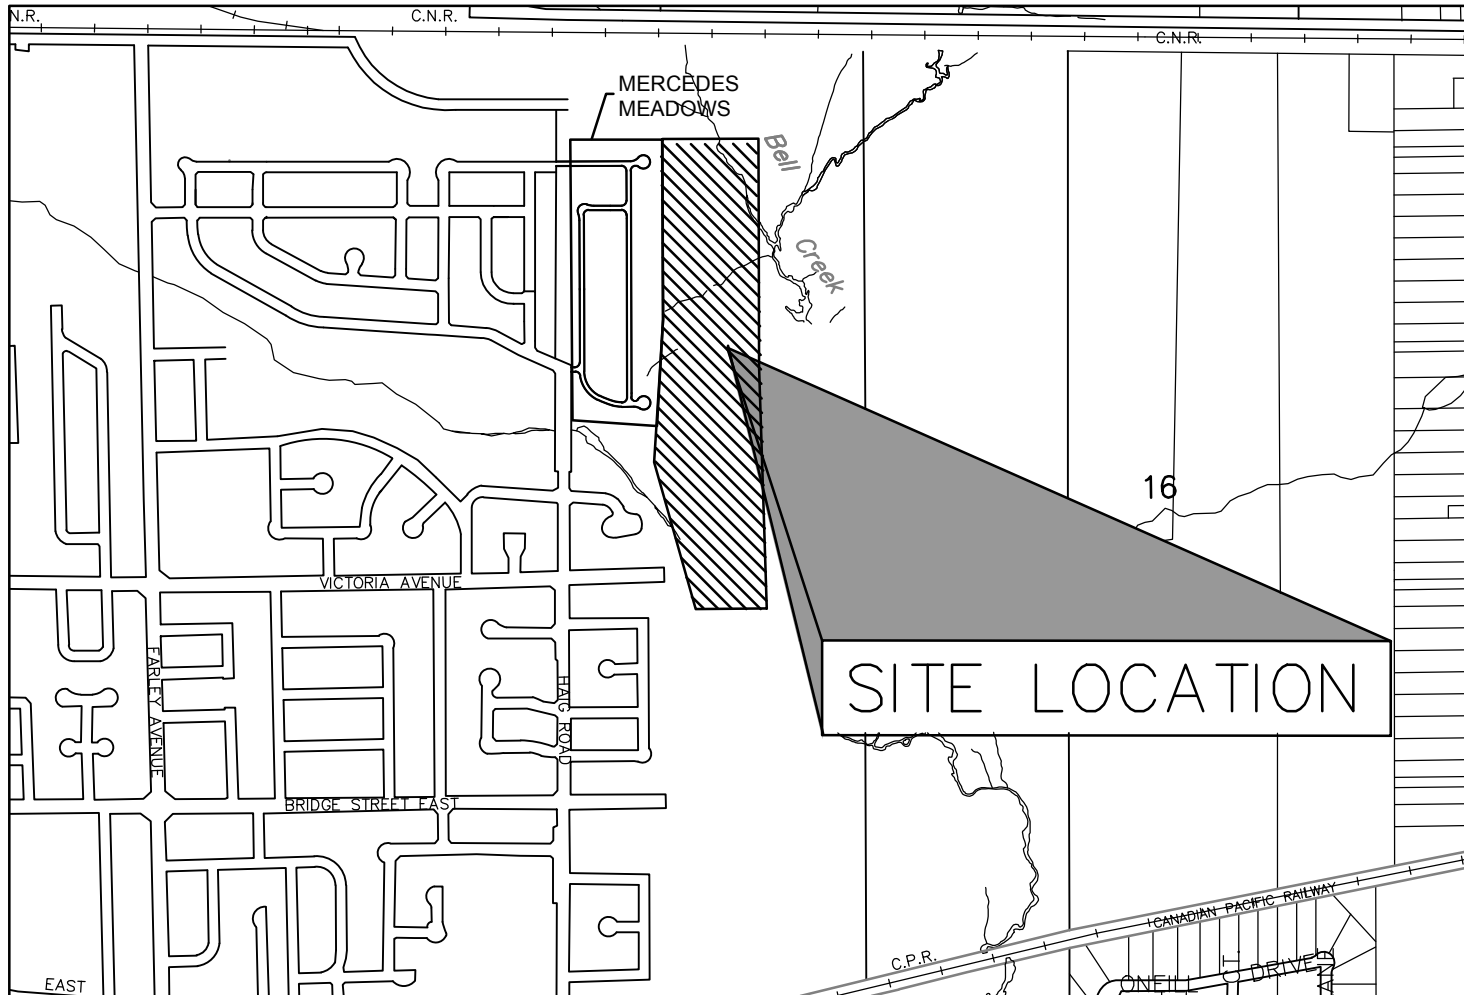 N.R.
C.N.R.
C.N.R.
MERCEDES
MEADOWS
Bell
Creek
16
VICTORIA AVENUE
FARLEY AVENUE
HAIG ROAD
SITE LOCATION
BRIDGE STREET EAST
CANADIAN PACIFIC RAILWAY
C.P.R.
EAST
ONEILL
ST.
DRIVE